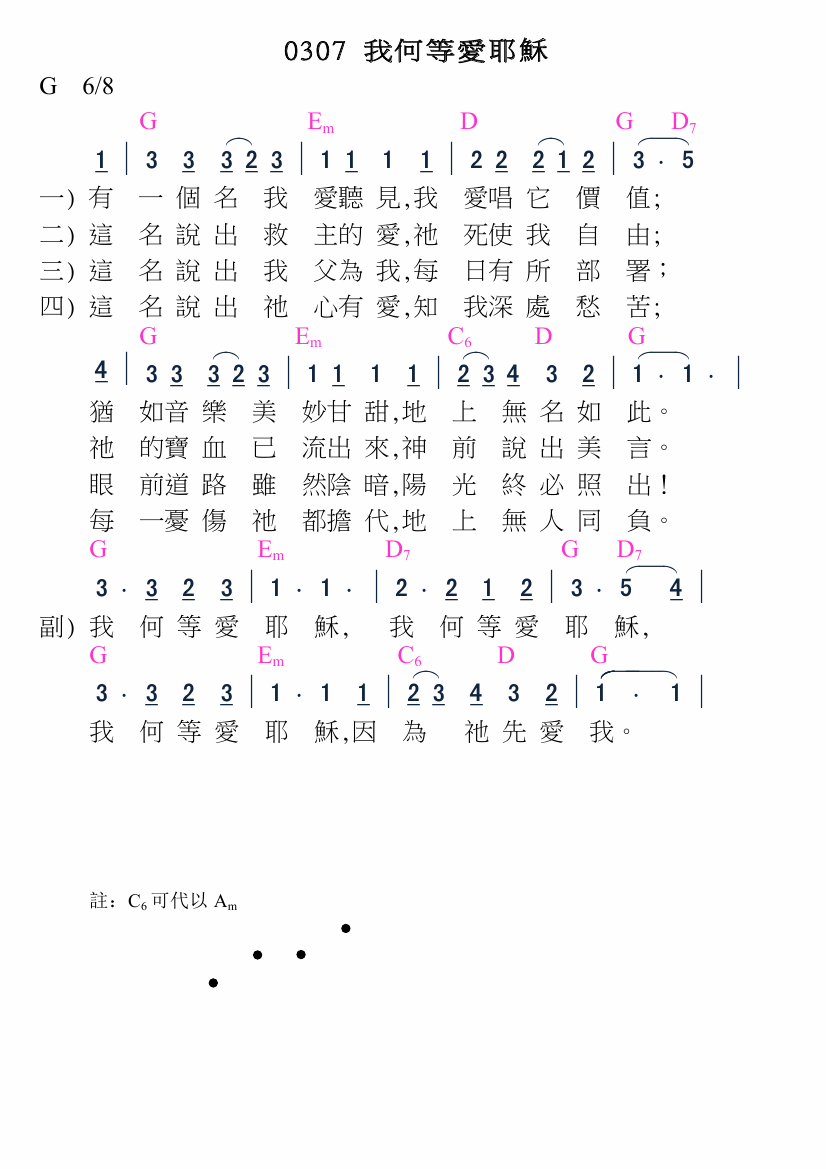 0307 我何等愛耶穌
G 6/8
G Em D G D7
1 | 3 3 3 2 3 | 1 1 1 1 | 2 2 2 1 2 | 3 · 5
一) 有 一 個 名 我 愛聽 見,我 愛唱 它 價 值;
二) 這 名 說 出 救 主的 愛,祂 死使 我 自 由;
三) 這 名 說 出 我 父為 我,每 日有 所 部 署;
四) 這 名 說 出 祂 心有 愛,知 我深 處 愁 苦;
G Em C6 D G
4 | 3 3 3 2 3 | 1 1 1 1 | 2 3 4 3 2 | 1 · 1 · |
猶 如音 樂 美 妙甘 甜,地 上 無 名 如 此。
祂 的寶 血 已 流出 來,神 前 說 出 美 言。
眼 前道 路 雖 然陰 暗,陽 光 終 必 照 出!
每 一憂 傷 祂 都擔 代,地 上 無 人 同 負。
G Em D7 G D7
3 · 3 2 3 | 1 · 1 · | 2 · 2 1 2 | 3 · 5 4 |
副) 我 何 等 愛 耶 穌, 我 何 等 愛 耶 穌,
G Em C6 D G
3 · 3 2 3 | 1 · 1 1 | 2 3 4 3 2 | 1 · 1 |
我 何 等 愛 耶 穌,因 為 祂 先 愛 我。
註：C6可代以 Am